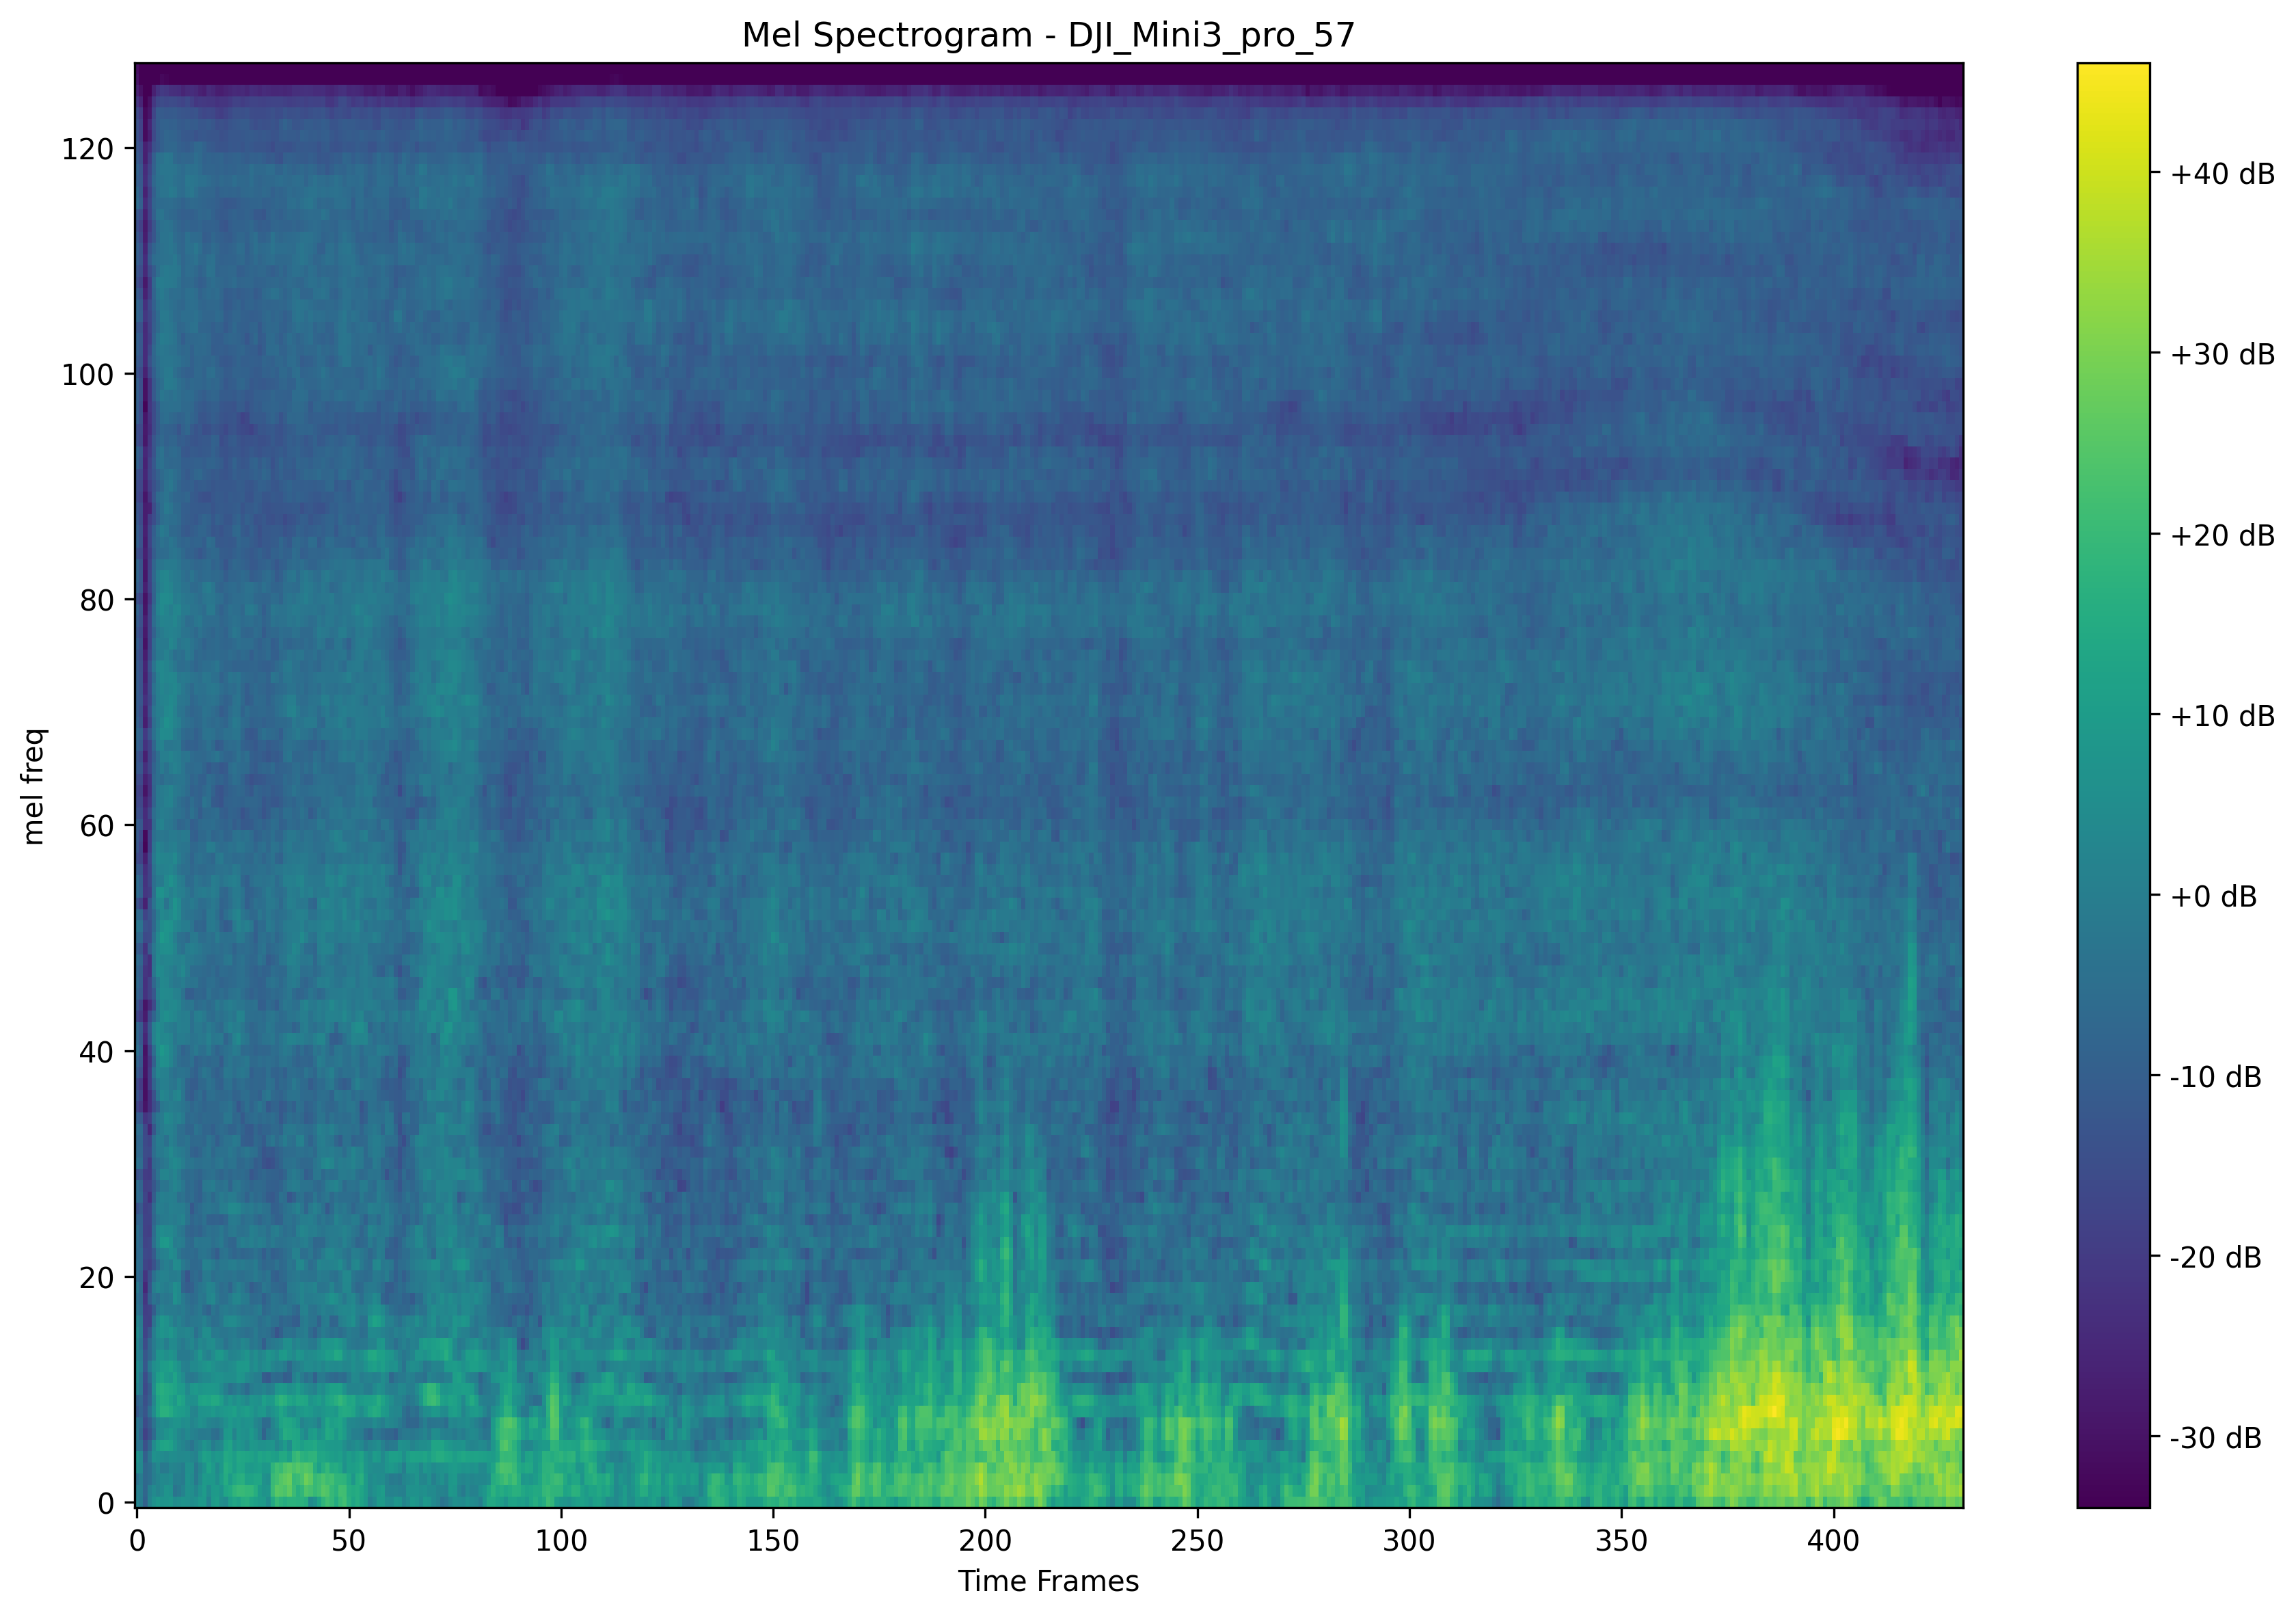 Mel Spectrogram - DJI_Mini3_pro_57
120
100
80
60
40
20
0
mel freq
0 50 100 150 200 250 300 350 400
Time Frames
+40 dB
+30 dB
+20 dB
+10 dB
+0 dB
-10 dB
-20 dB
-30 dB